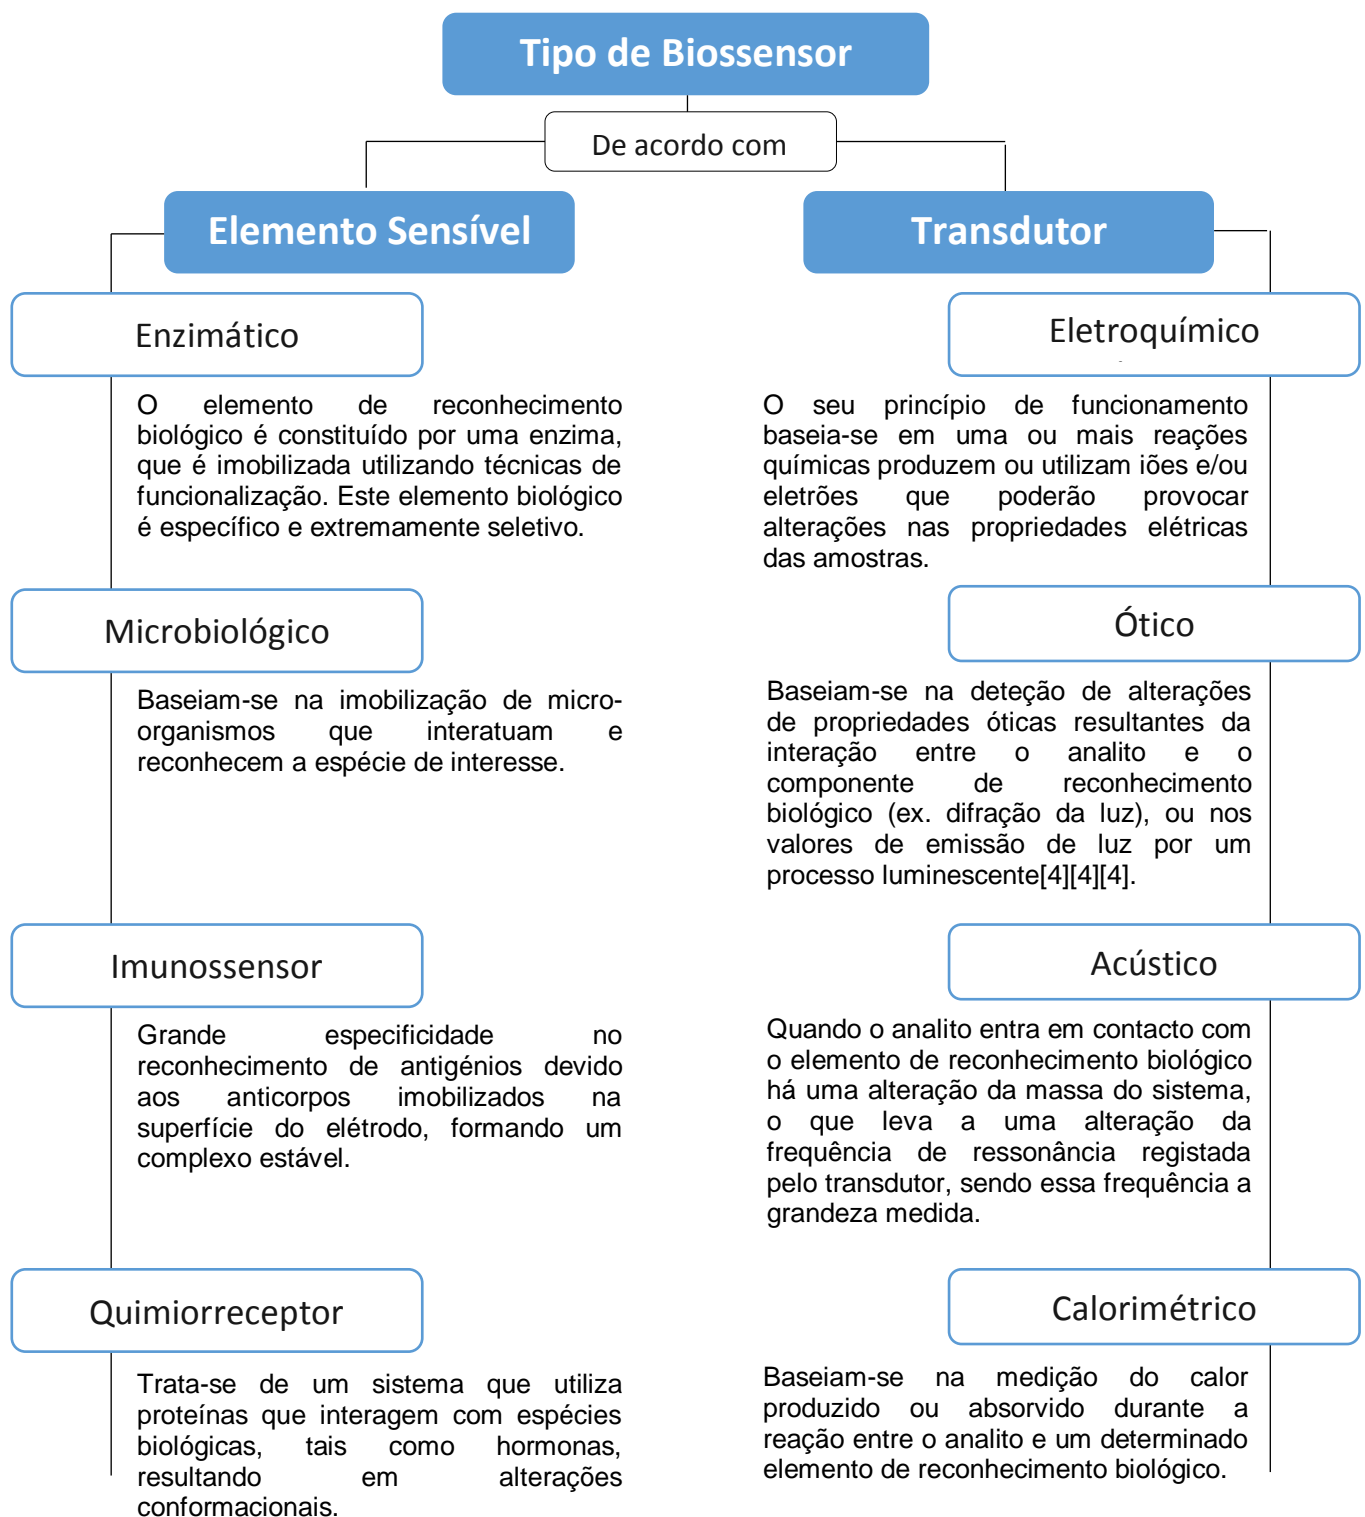 Tipo de Biossensor
De acordo com
Elemento Sensível
Enzimático
O elemento de reconhecimento
biológico é constituído por uma enzima,
que é imobilizada utilizando técnicas de
funcionalização. Este elemento biológico
é específico e extremamente seletivo.
Microbiológico
Baseiam-se na imobilização de micro-
organismos que interatuam e
reconhecem a espécie de interesse.
Imunossensor
Grande especificidade no
reconhecimento de antigénios devido
aos anticorpos imobilizados na
superfície do elétrodo, formando um
complexo estável.
Quimiorreceptor
Trata-se de um sistema que utiliza
proteínas que interagem com espécies
biológicas, tais como hormonas,
resultando em alterações
conformacionais.
Transdutor
Eletroquímico
O seu princípio de funcionamento
baseia-se em uma ou mais reações
químicas produzem ou utilizam iões e/ou
eletrões que poderão provocar
alterações nas propriedades elétricas
das amostras.
Ótico
Baseiam-se na deteção de alterações
de propriedades óticas resultantes da
interação entre o analito e o
componente de reconhecimento
biológico (ex. difração da luz), ou nos
valores de emissão de luz por um
processo luminescente[4][4][4].
Acústico
Quando o analito entra em contacto com
o elemento de reconhecimento biológico
há uma alteração da massa do sistema,
o que leva a uma alteração da
frequência de ressonância registada
pelo transdutor, sendo essa frequência a
grandeza medida.
Calorimétrico
Baseiam-se na medição do calor
produzido ou absorvido durante a
reação entre o analito e um determinado
elemento de reconhecimento biológico.